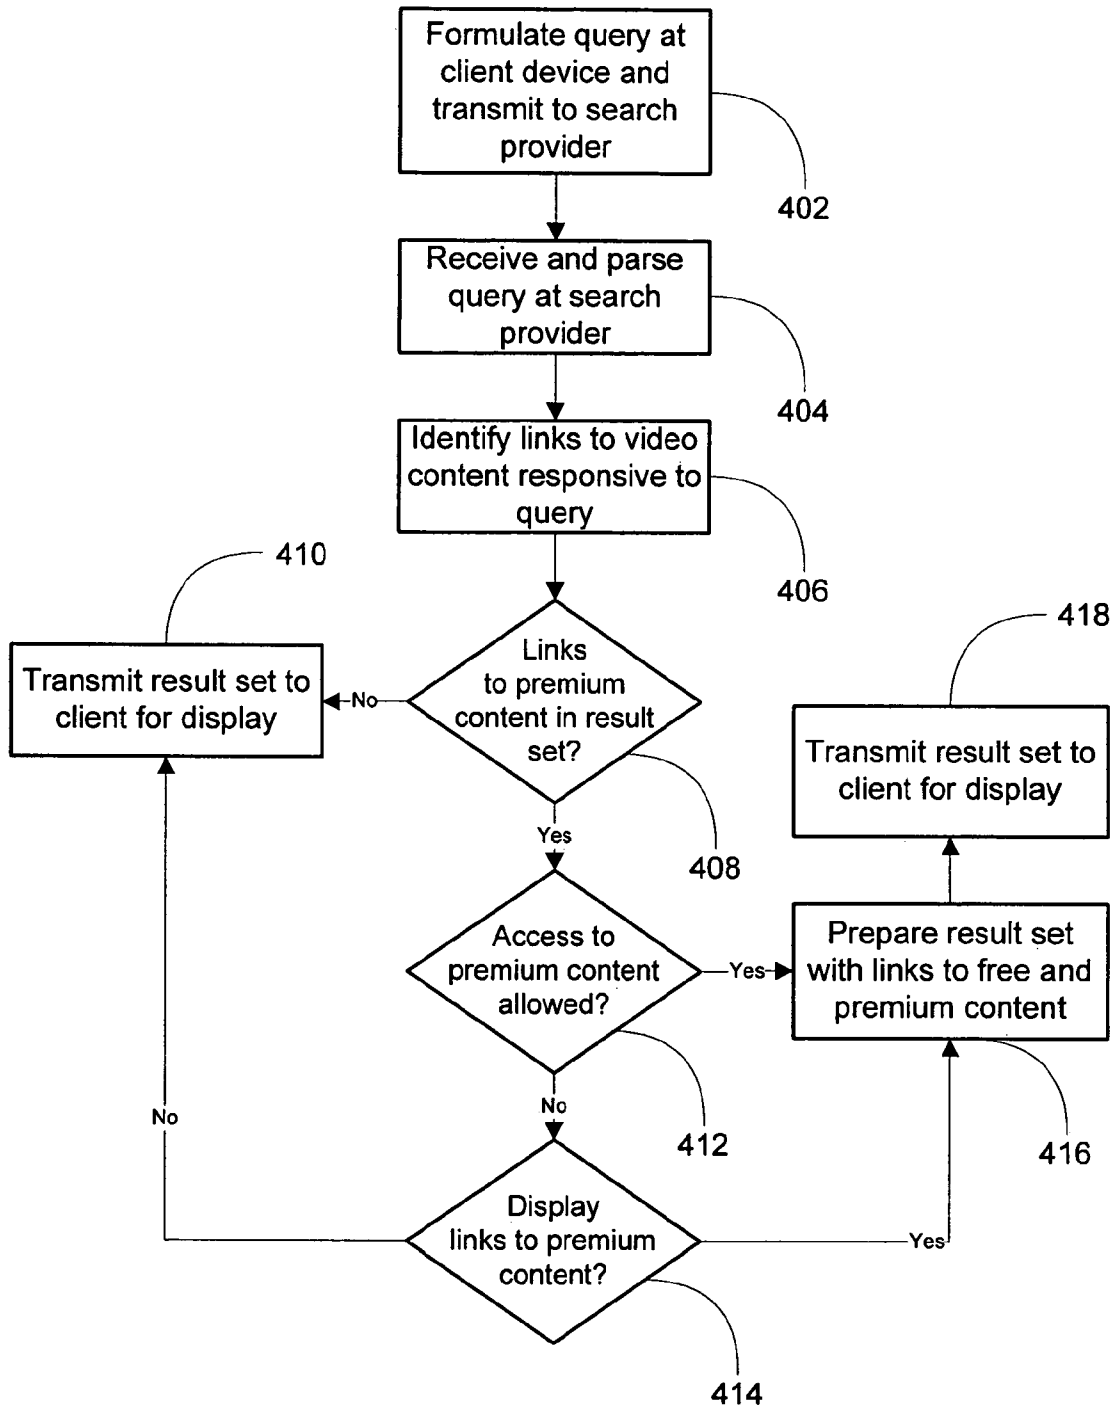 Formulate query at
client device and
transmit to search
provider
402
Receive and parse
query at search
provider
404
Identify links to video
content responsive to
query
406
410
Transmit result set to
client for display
No
Links
to premium
content in result
set?
408
Yes
418
Transmit result set to
client for display
Access to
premium content
allowed?
412
Yes
Prepare result set
with links to free and
premium content
416
No
No
Display
links to premium
content?
414
Yes